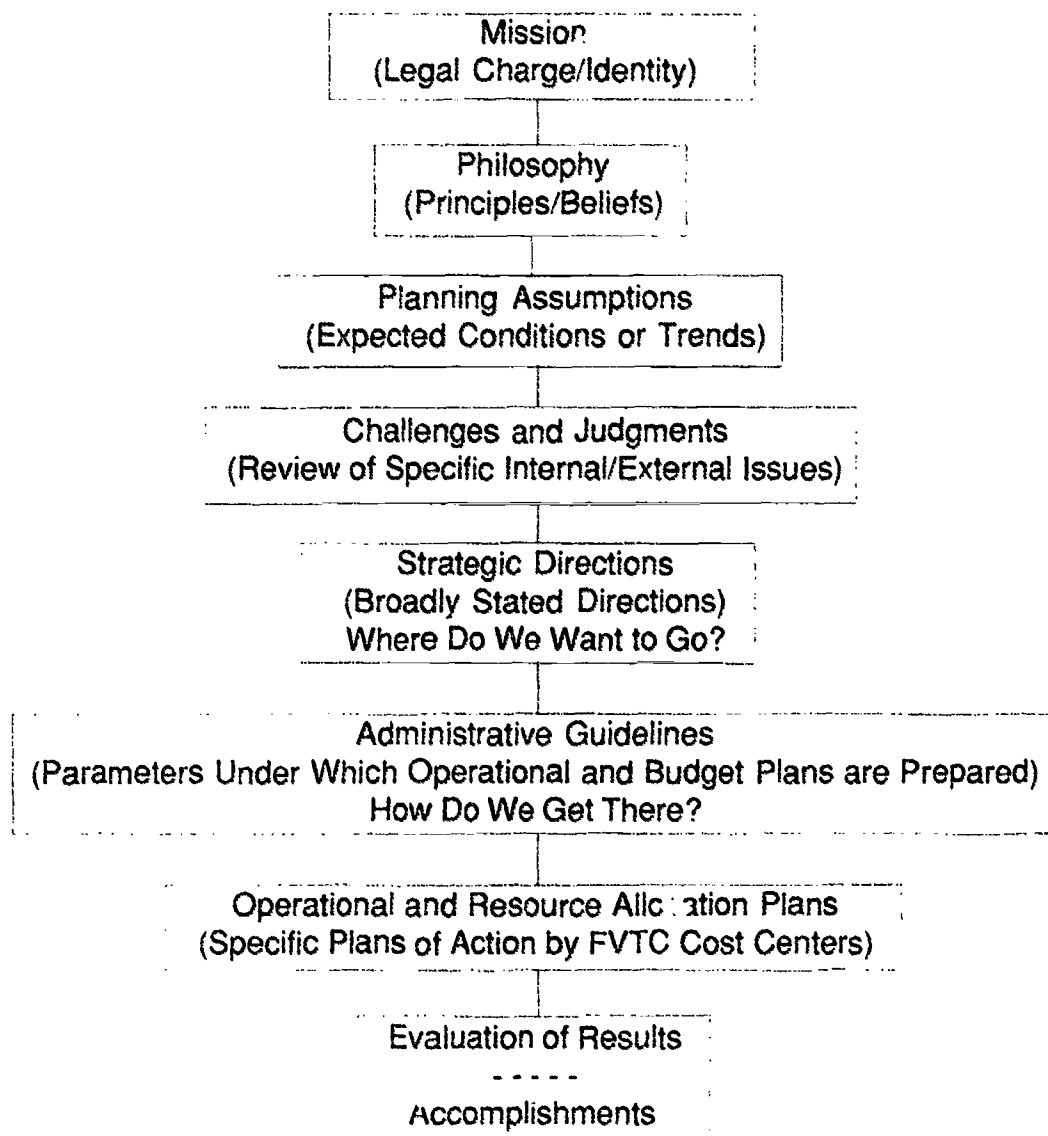 Mission
(Legal Charge/Identity)
Philosophy
(Principles/Beliefs)
Planning Assumptions
(Expected Conditions or Trends)
Challenges and Judgments
(Review of Specific Internal/External Issues)
Strategic Directions
(Broadly Stated Directions)
Where Do We Want to Go?
Administrative Guidelines
(Parameters Under Which Operational and Budget Plans are Prepared)
How Do We Get There?
Operational and Resource Allocation Plans
(Specific Plans of Action by FVTC Cost Centers)
Evaluation of Results
- - - - -
Accomplishments